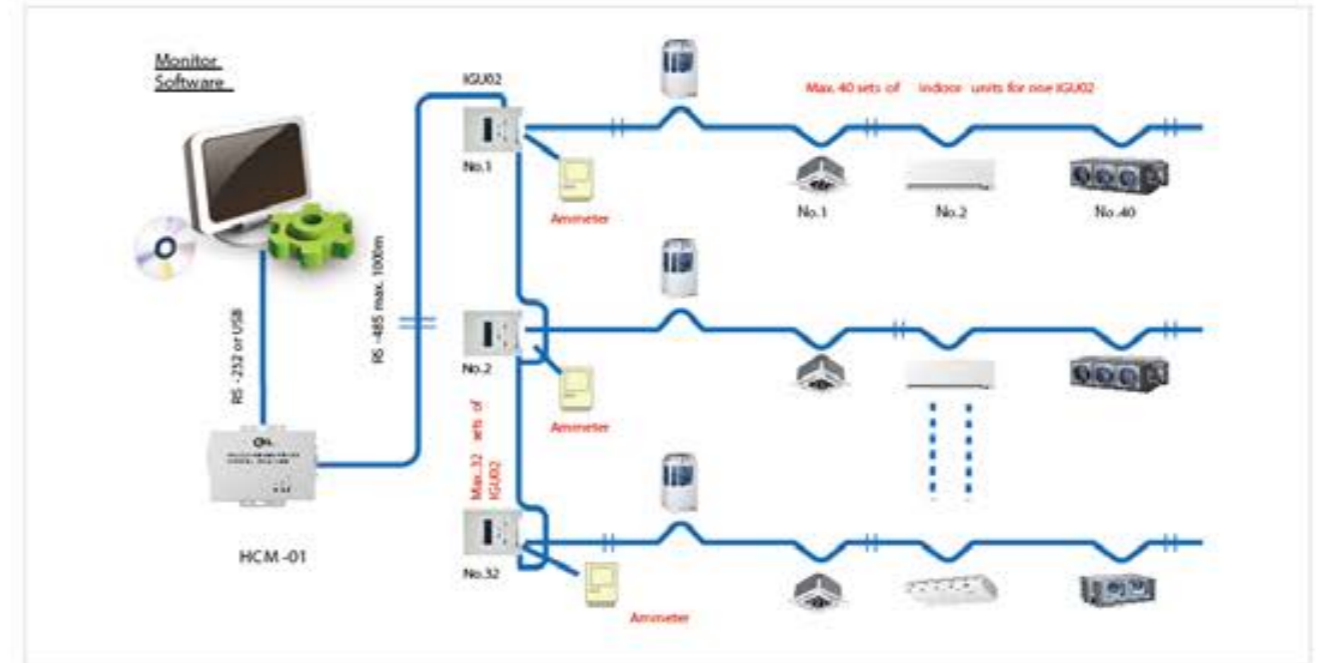 Monitor
Software
IGU02
Max. 40 sets of indoor units for one IGU02
No.1
Ammeter
No.1
No.2
No.40
RS -232 or USB
RS -485 max. 1000m
No.2
Ammeter
Max.32 sets of
IGU02
HCM -01
No.32
Ammeter